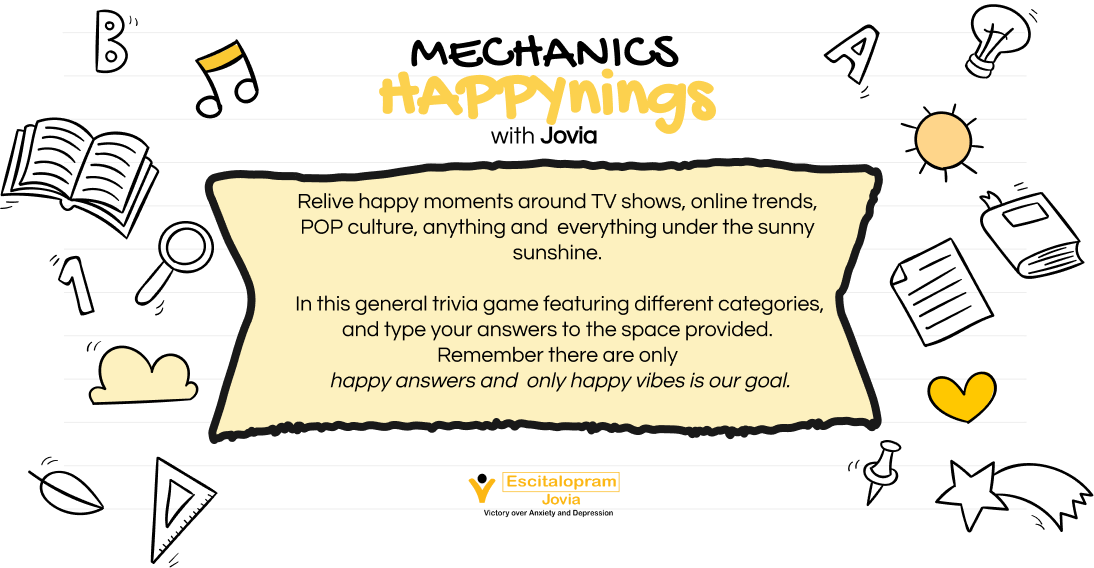 B
A
MECHANICS
HAPPYnings
with Jovia
1
Relive happy moments around TV shows, online trends,
POP culture, anything and everything under the sunny
sunshine.
In this general trivia game featuring different categories,
and type your answers to the space provided.
Remember there are only
happy answers and only happy vibes is our goal.
Escitalopram
Jovia
Victory over Anxiety and Depression